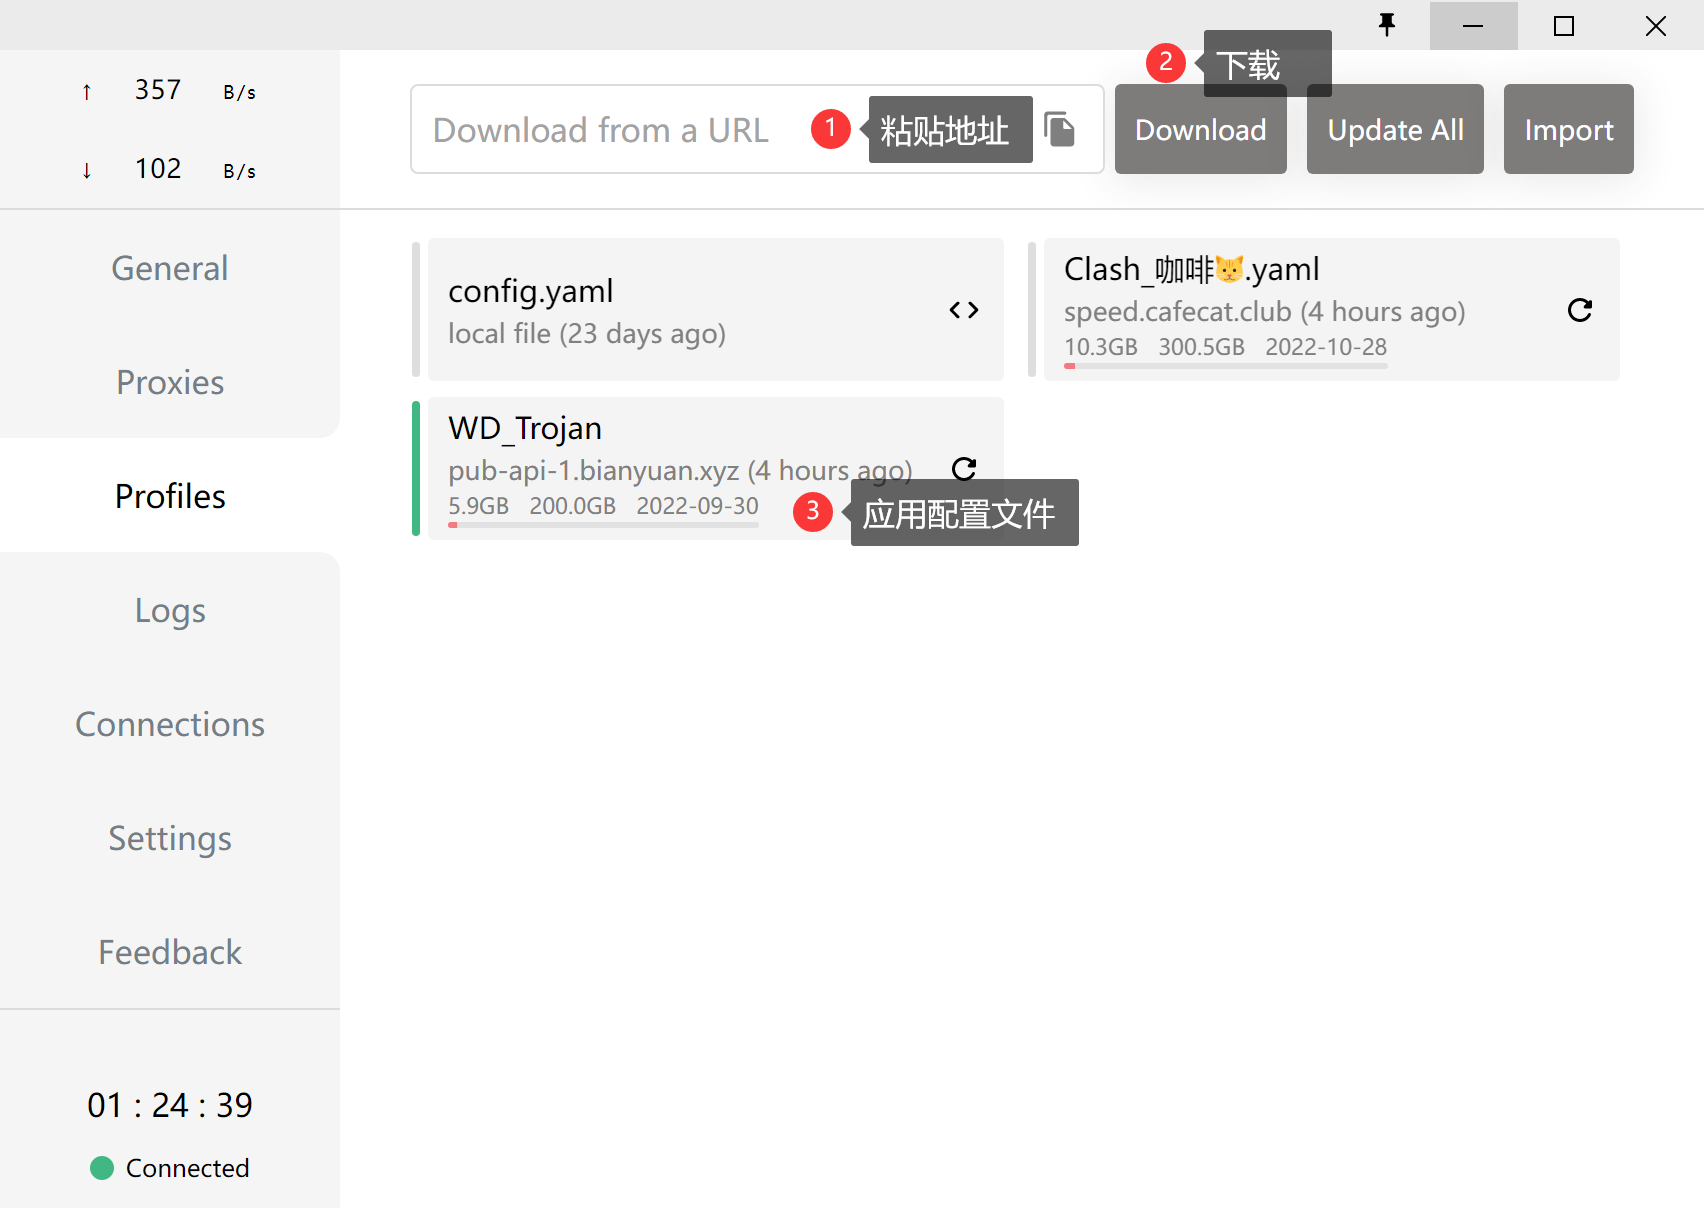 ↑ 357 B/s
↓ 102 B/s
General
Proxies
Profiles
Logs
Connections
Settings
Feedback
01 : 24 : 39
Connected
2 下载
Download from a URL 1 粘贴地址
Download Update All Import
config.yaml
local file (23 days ago)
Clash_咖啡🐱.yaml
speed.cafecat.club (4 hours ago)
10.3GB 300.5GB 2022-10-28
WD_Trojan
pub-api-1.bianyuan.xyz (4 hours ago)
5.9GB 200.0GB 2022-09-30
3 应用配置文件